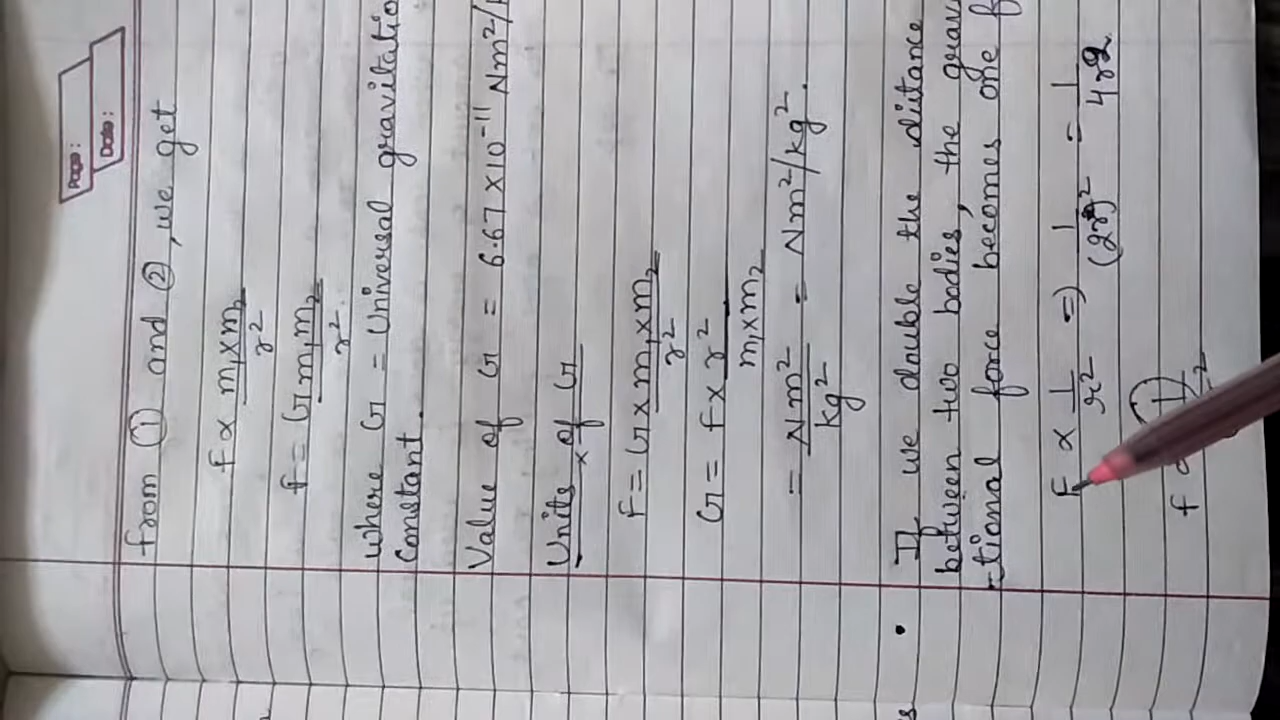 Page:
Date:
from ① and ②, we get
f ∝ m₁×m₂/r²
f = G m₁m₂/r²
where G = Universal gravitatio
Constant.
Value of G = 6.67 × 10⁻¹¹ Nm²/
Units of G
F = G × m₁×m₂/r²
G = f × r²/m₁×m₂
= Nm²/kg² = Nm²/kg².
• If we double the distance
between two bodies, the grav
-tional force becomes one f
F ∝ 1/r² ⇒ 1/(2r)² = 1/4r²
f